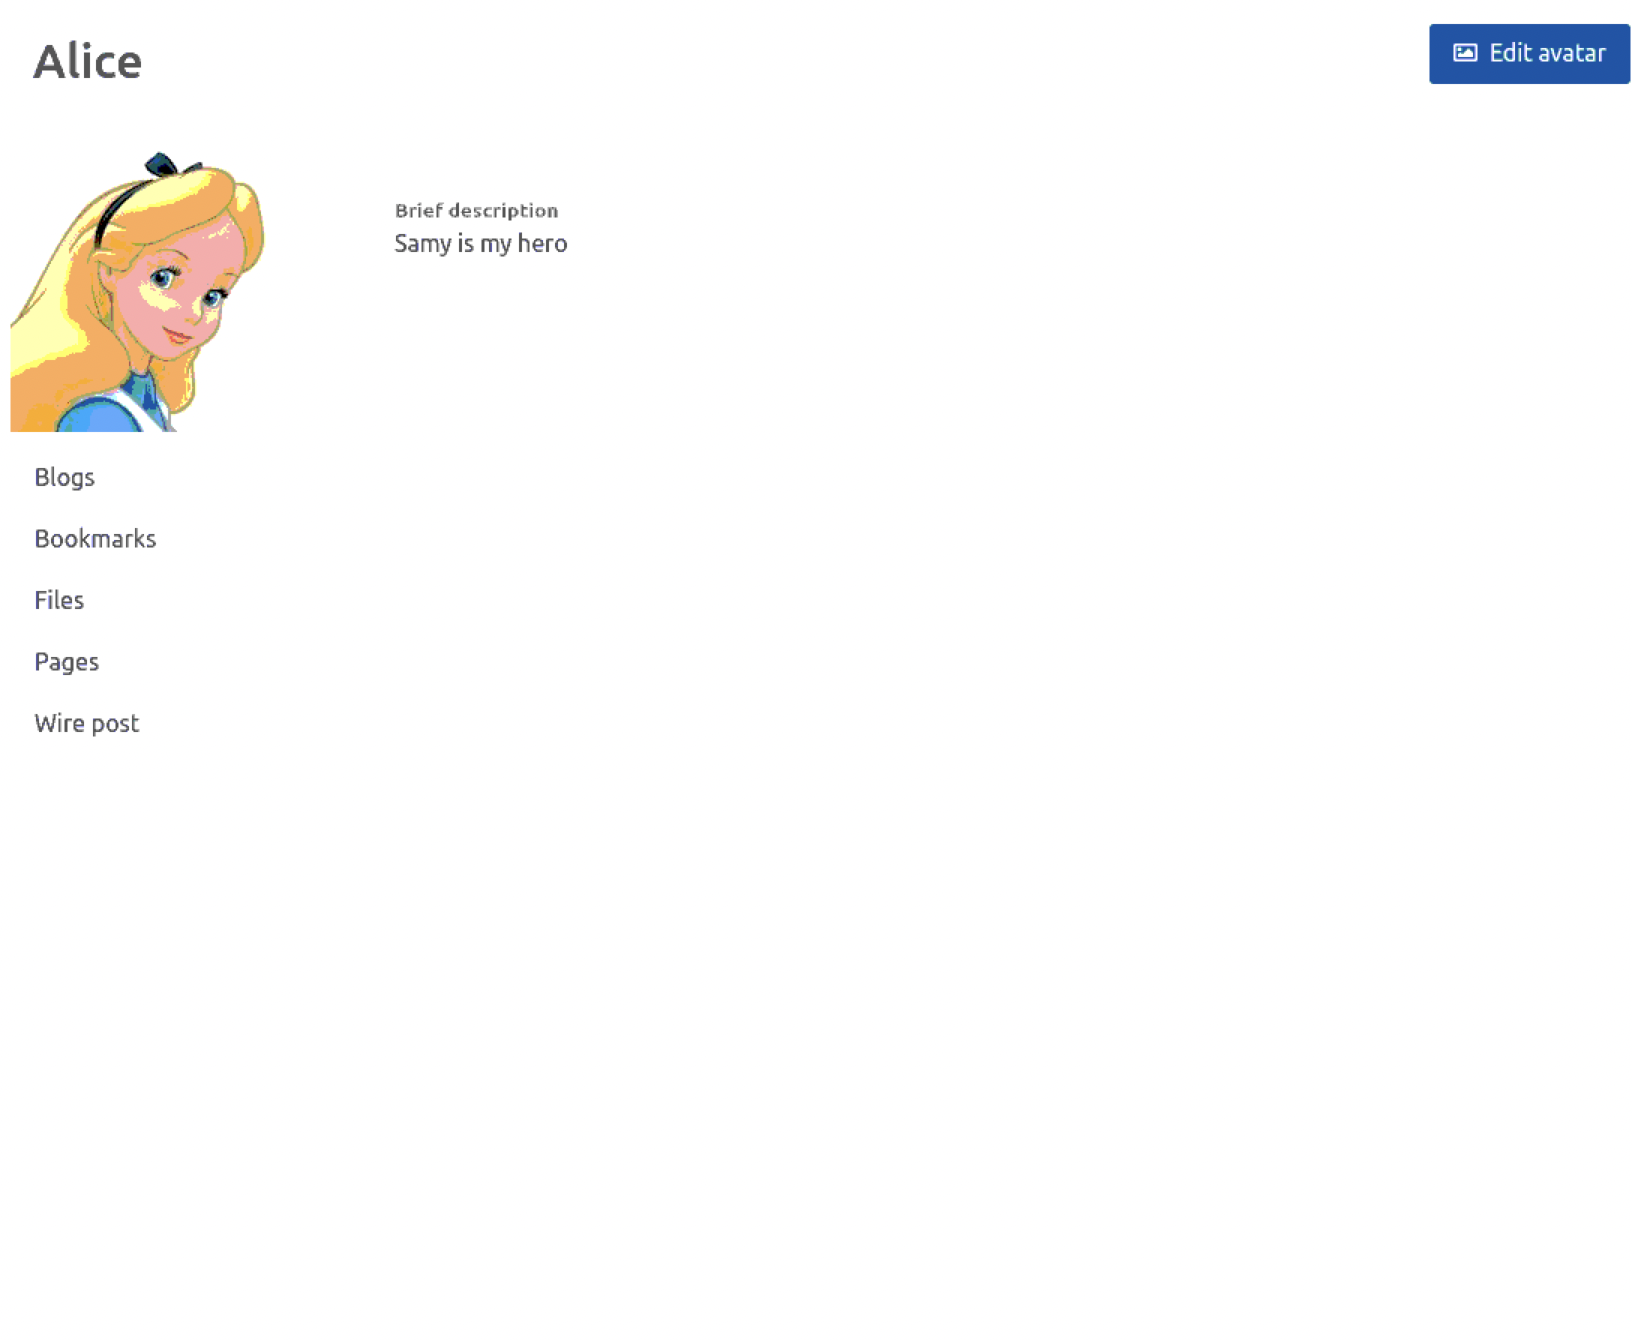 Alice
Edit avatar
Brief description
Samy is my hero
Blogs
Bookmarks
Files
Pages
Wire post